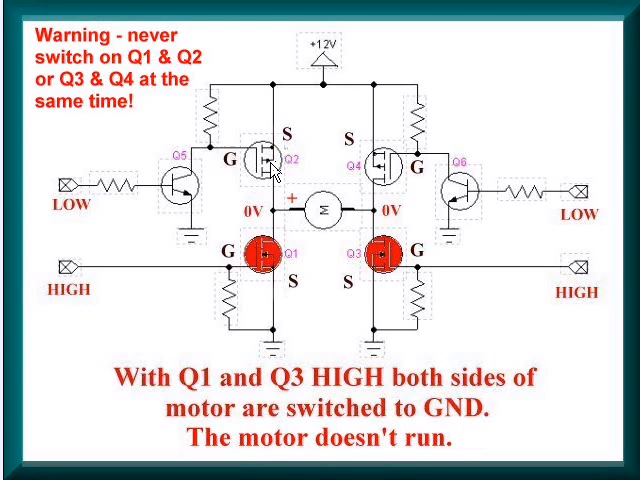 Warning - never
switch on Q1 & Q2
or Q3 & Q4 at the
same time!
+12V
S
S
Q5
G
Q2
Q4
G
Q6
LOW
+
0V
M
0V
LOW
G
Q1
Q3
G
HIGH
S
S
HIGH
With Q1 and Q3 HIGH both sides of
motor are switched to GND.
The motor doesn't run.